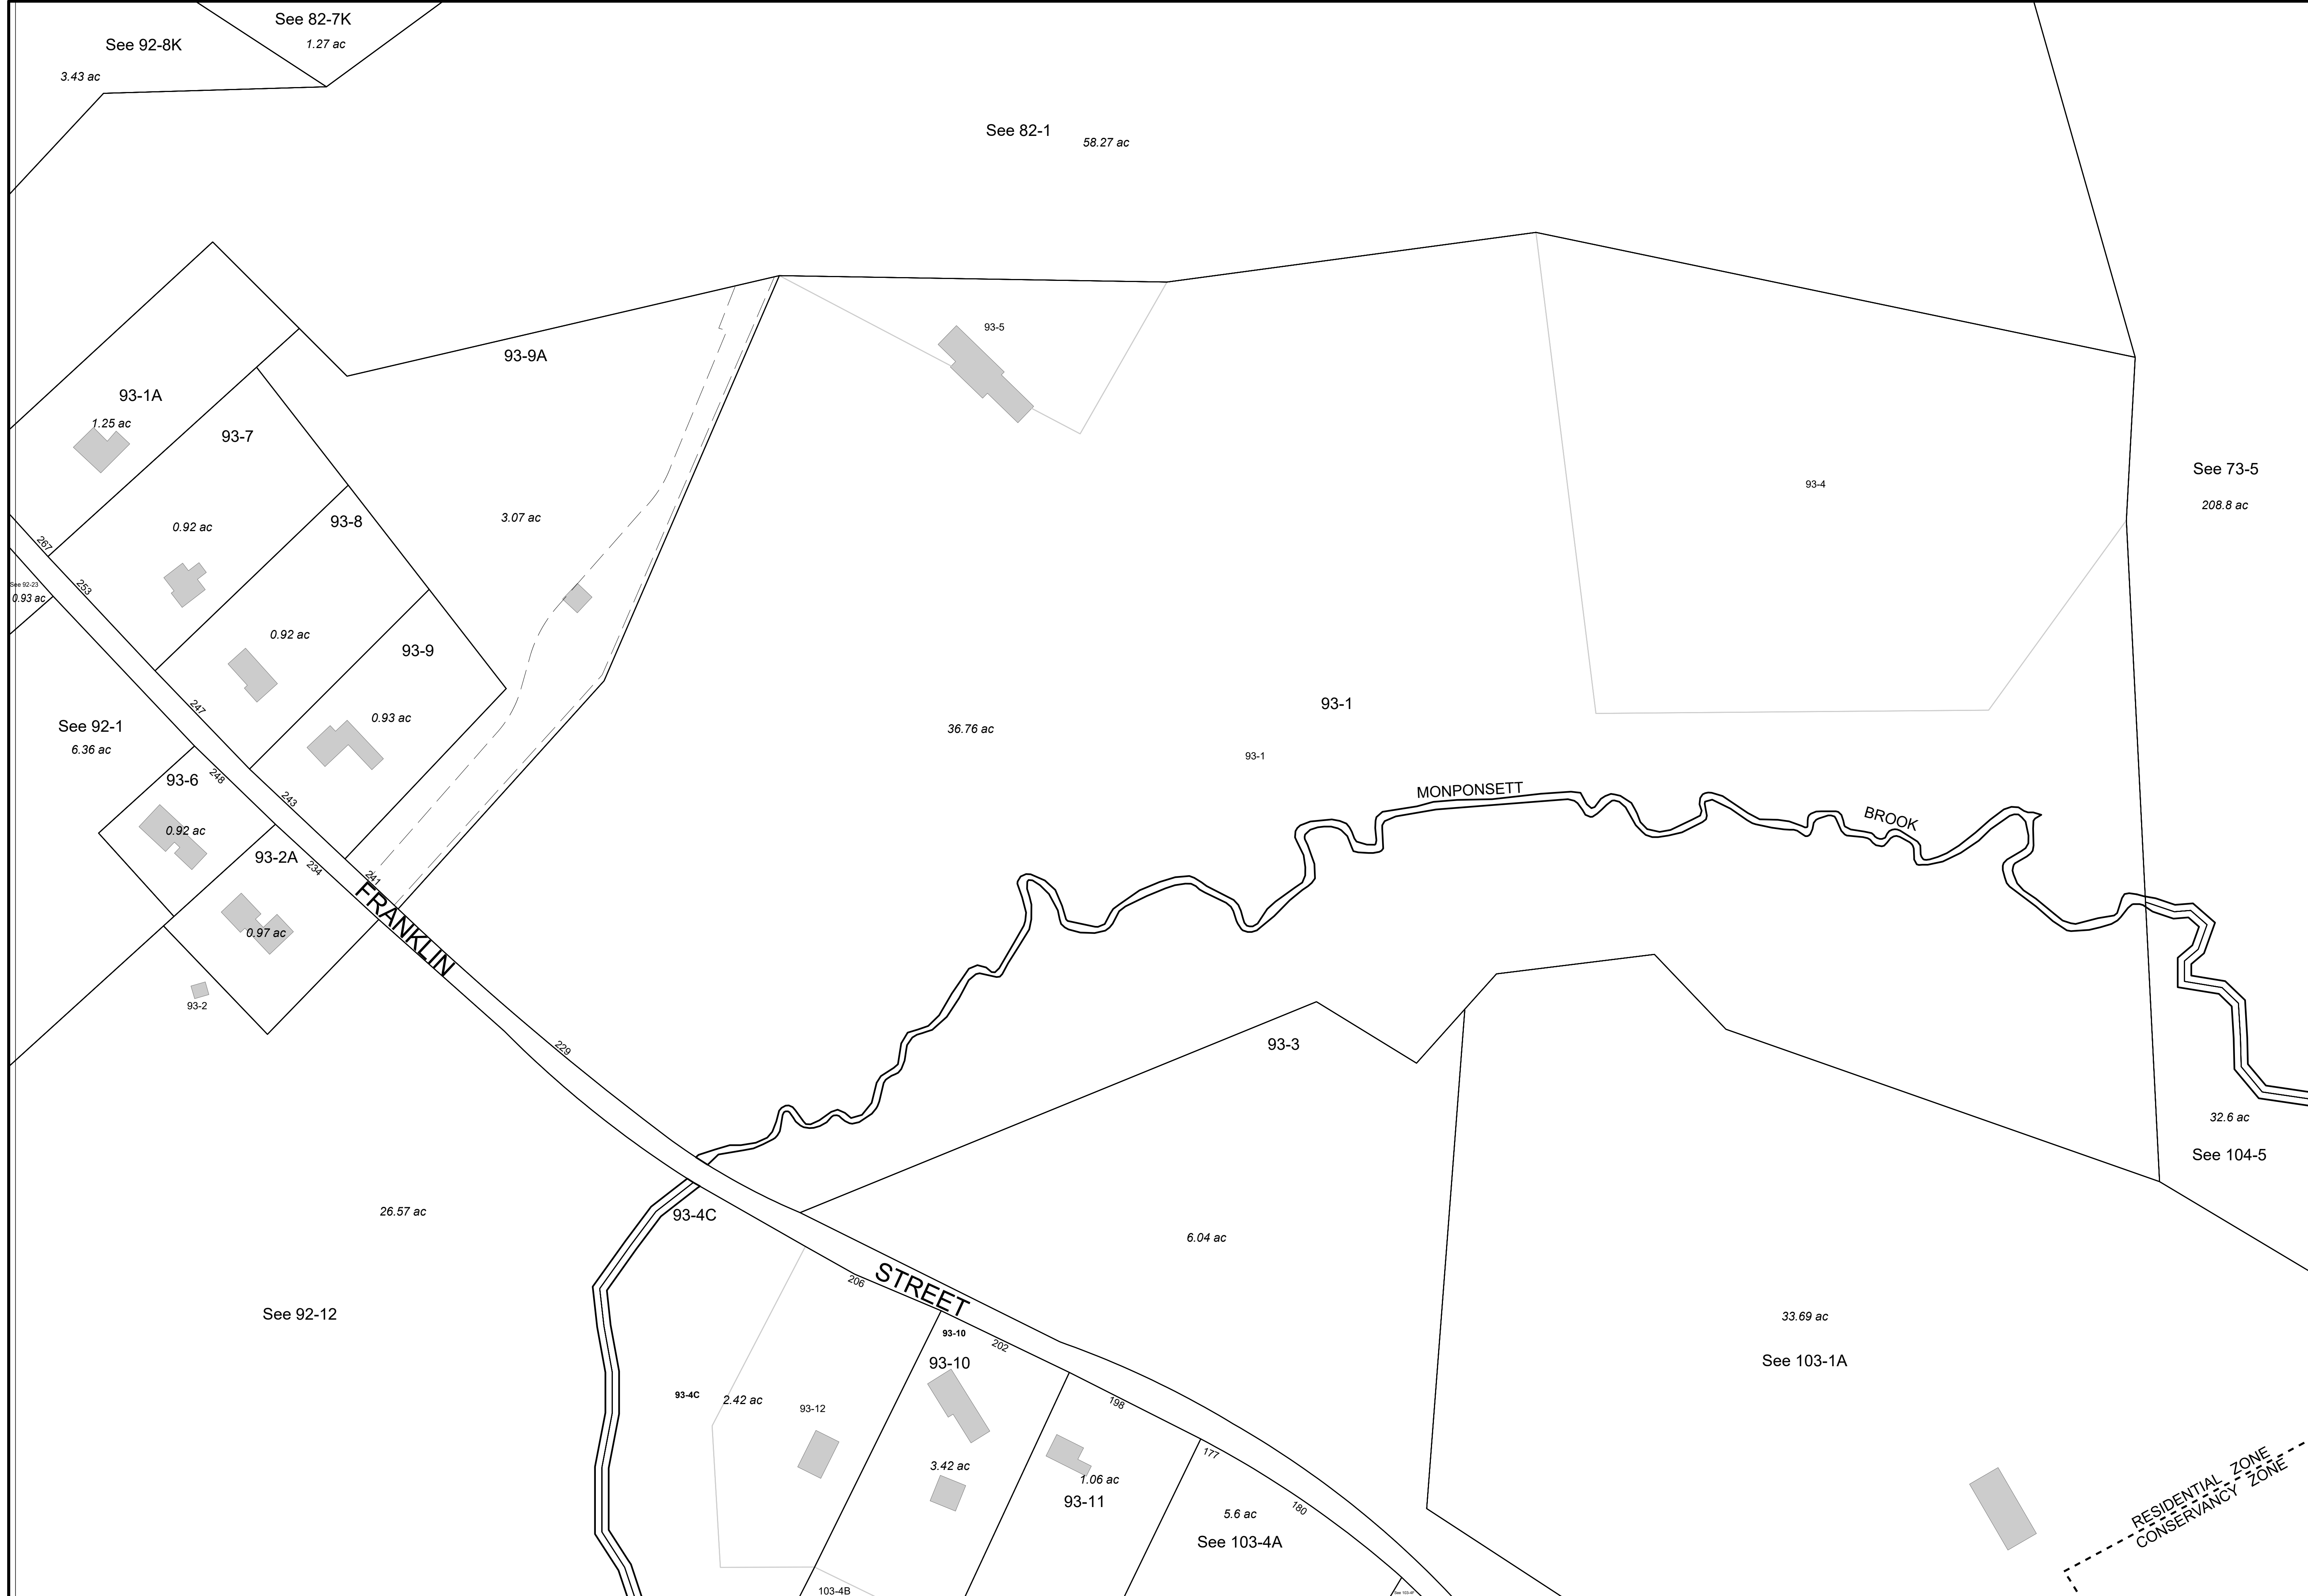 See 82-7K
See 92-8K
1.27 ac
3.43 ac
See 82-1
58.27 ac
93-5
93-9A
93-1A
1.25 ac
93-7
See 73-5
93-4
208.8 ac
3.07 ac
93-8
0.92 ac
267
253
See 92-23
0.93 ac
0.92 ac
93-9
247
93-1
0.93 ac
See 92-1
6.36 ac
36.76 ac
93-1
93-6
248
243
MONPONSETT
BROOK
0.92 ac
93-2A
234
241
FRANKLIN
0.97 ac
93-2
229
93-3
32.6 ac
See 104-5
26.57 ac
93-4C
6.04 ac
206
STREET
See 92-12
33.69 ac
93-10
202
93-10
See 103-1A
93-4C
2.42 ac
93-12
198
177
3.42 ac
1.06 ac
93-11
180
5.6 ac
See 103-4A
RESIDENTIAL ZONE
CONSERVANCY ZONE
103-4B